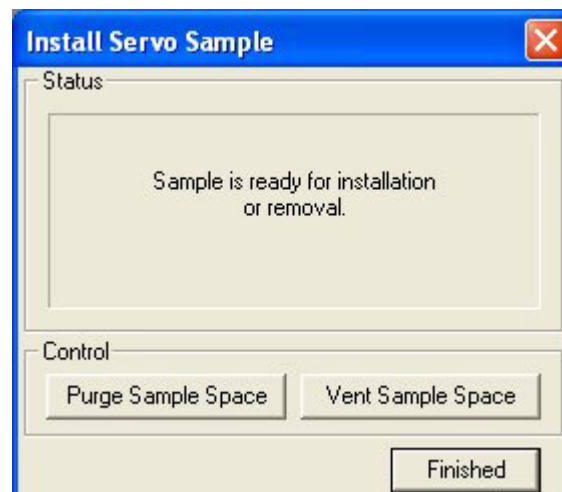 Install Servo Sample
Status
Sample is ready for installation
or removal.
Control
Purge Sample Space
Vent Sample Space
Finished